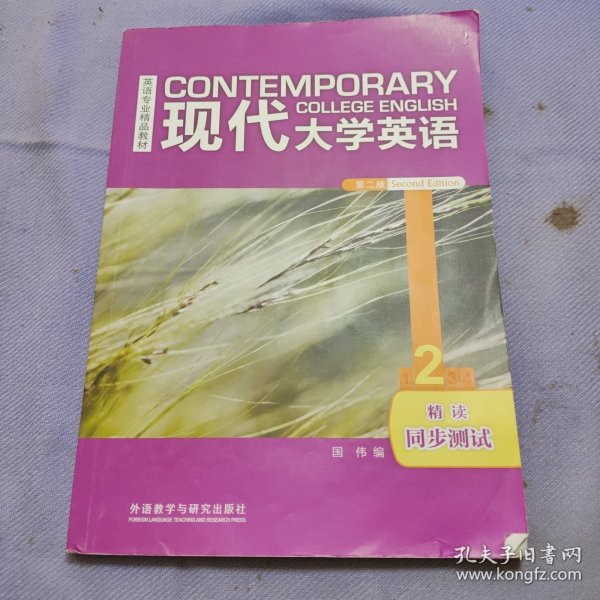 英语专业精品教材
CONTEMPORARY
COLLEGE ENGLISH
现代大学英语
第二版 Second Edition
1 2 3 4
精读
同步测试
国 伟 编
外语教学与研究出版社
FOREIGN LANGUAGE TEACHING AND RESEARCH PRESS
孔夫子旧书网
www.kongfz.com